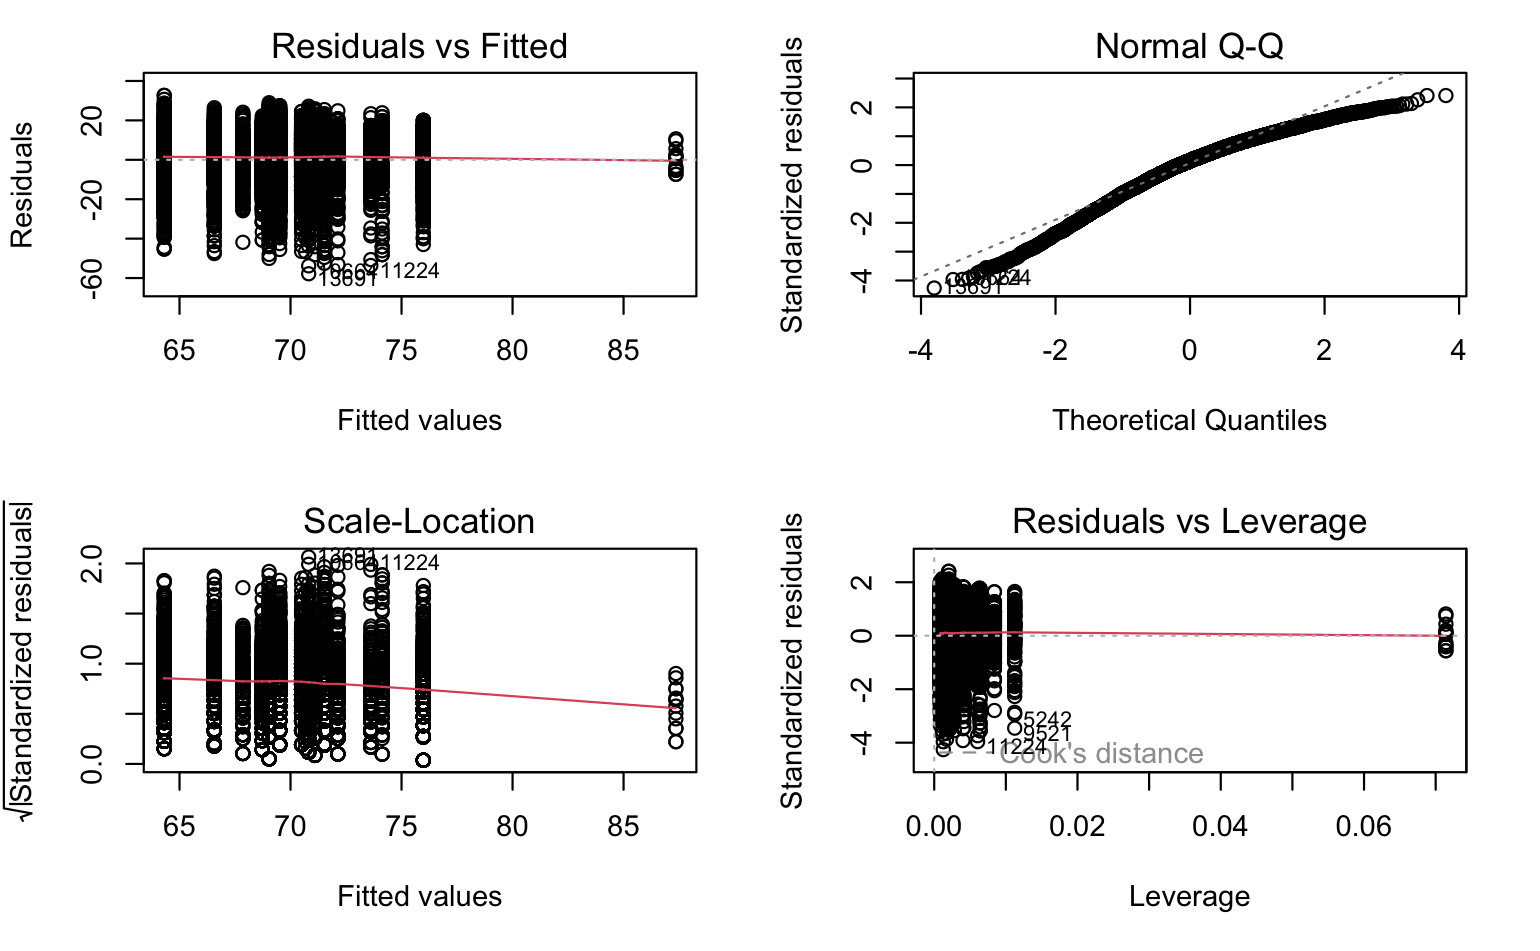 Residuals vs Fitted
Residuals
20
-20
-60
13691
11224
65 70 75 80 85
Fitted values
Normal Q-Q
Standardized residuals
2
0
-2
-4
13691
-4 -2 0 2 4
Theoretical Quantiles
Scale-Location
√|Standardized residuals|
2.0
1.0
0.0
13691
11224
65 70 75 80 85
Fitted values
Residuals vs Leverage
Standardized residuals
2
0
-2
-4
5242
9521
11224
Cook's distance
0.00 0.02 0.04 0.06
Leverage